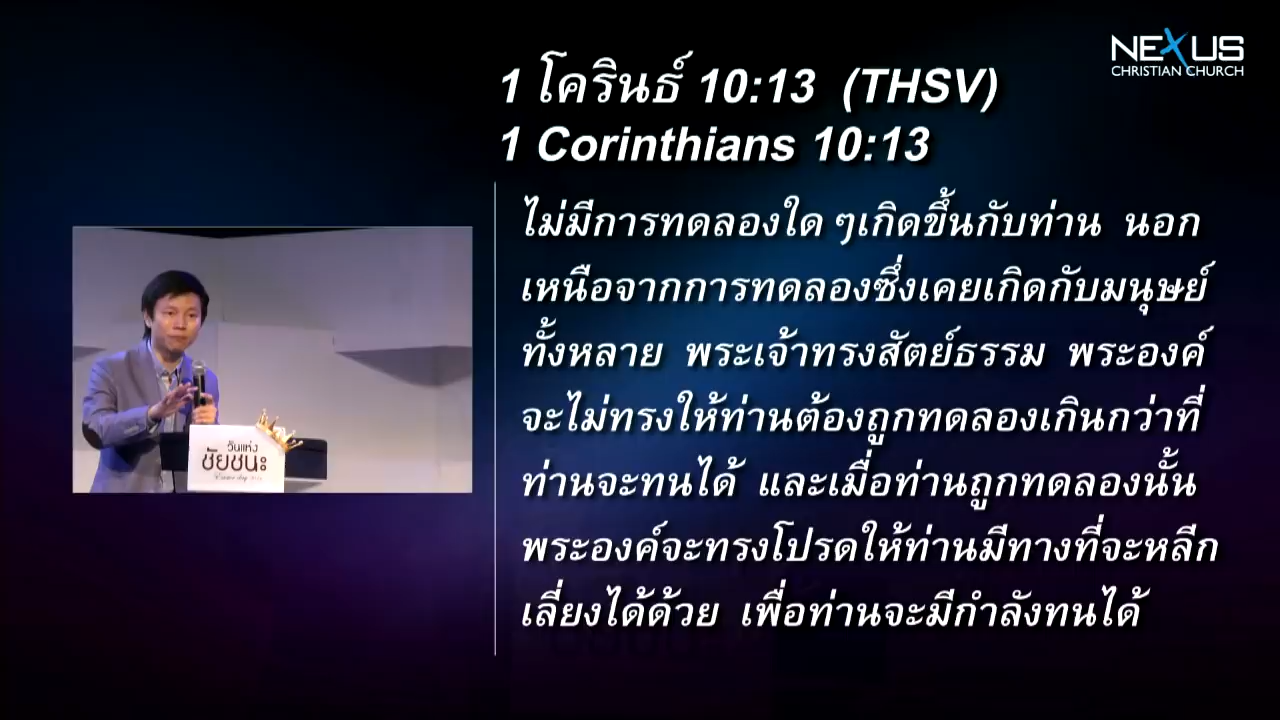 NEXUS
CHRISTIAN CHURCH
1 โครินธ์ 10:13 (THSV)
1 Corinthians 10:13
ไม่มีการทดลองใด ๆเกิดขึ้นกับท่าน นอก
เหนือจากการทดลองซึ่งเคยเกิดกับมนุษย์
ทั้งหลาย พระเจ้าทรงสัตย์ธรรม พระองค์
จะไม่ทรงให้ท่านต้องถูกทดลองเกินกว่าที่
ท่านจะทนได้ และเมื่อท่านถูกทดลองนั้น
พระองค์จะทรงโปรดให้ท่านมีทางที่จะหลีก
เลี่ยงได้ด้วย เพื่อท่านจะมีกำลังทนได้
วันแห่ง
ชัยชนะ